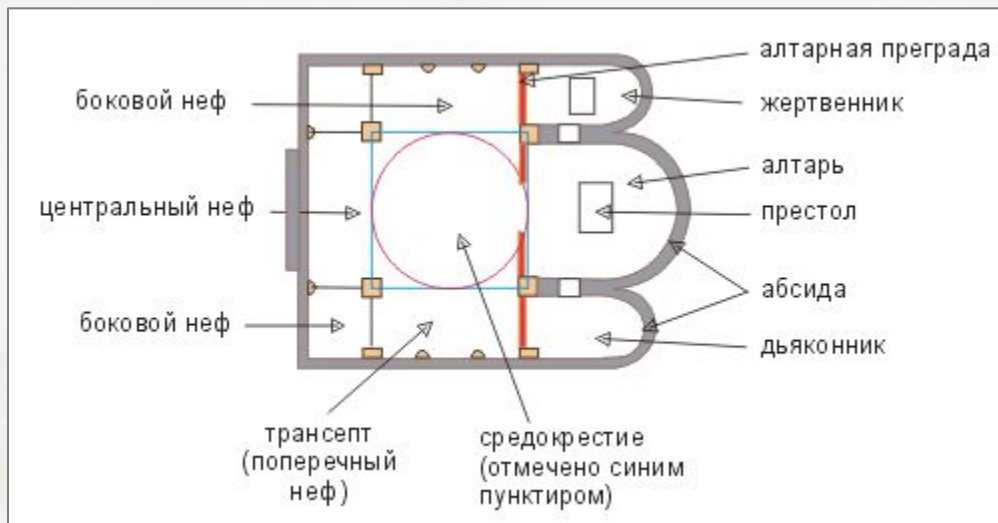 алтарная преграда
боковой неф
жертвенник
алтарь
центральный неф
престол
абсида
боковой неф
дьяконник
трансепт
(поперечный
неф)
средокрестие
(отмечено синим
пунктиром)